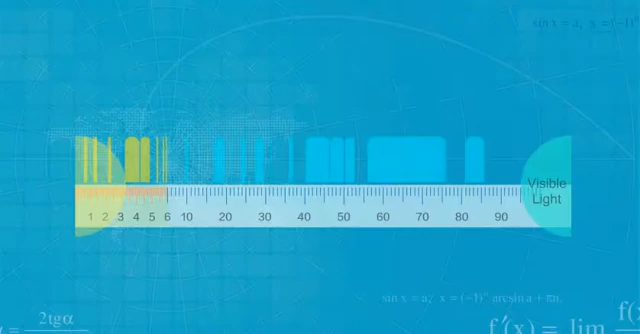 sin x = a, x = (−1)ⁿ
Visible
Light
1 2 3 4 5 6 10 20 30 40 50 60 70 80 90
sin x = a, x = (−1)ⁿ arcsin a + πn.
2tgα
f′(x) = lim f(